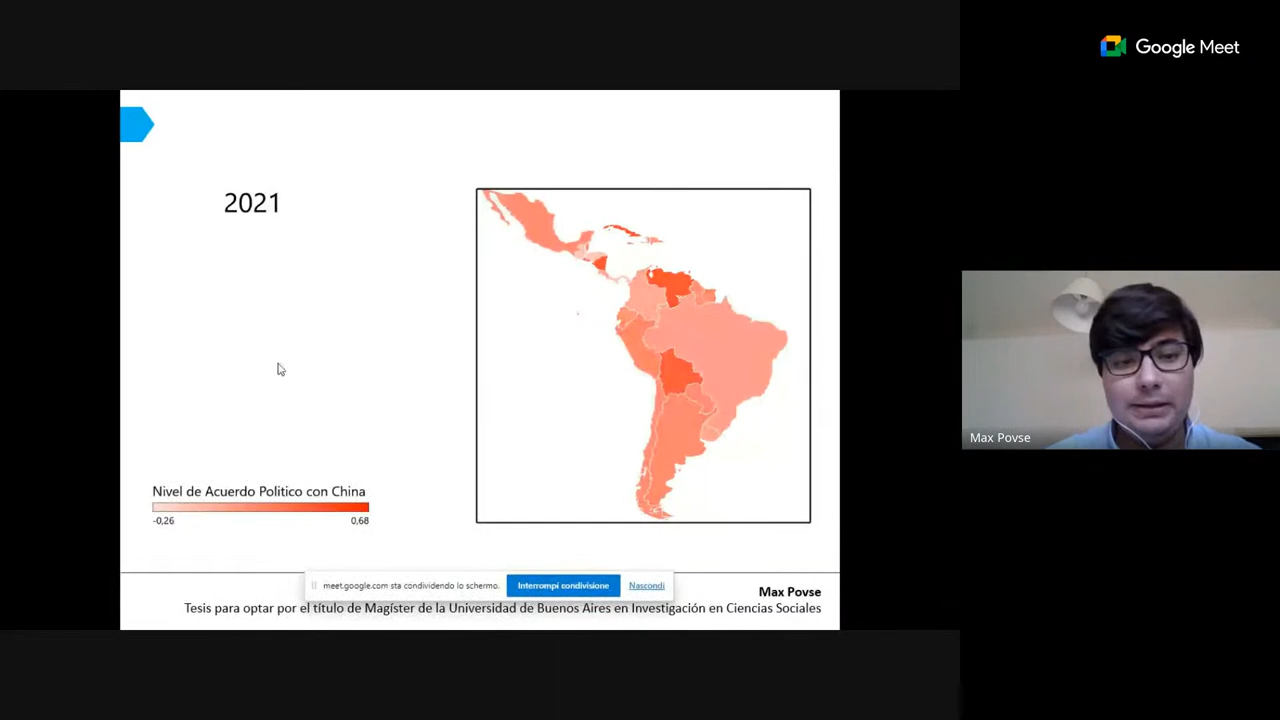 Google Meet
2021
Nivel de Acuerdo Politico con China
-0,26 0,68
Max Povse
meet.google.com sta condividendo lo schermo. Interrompi condivisione Nascondi
Max Povse
Tesis para optar por el título de Magíster de la Universidad de Buenos Aires en Investigación en Ciencias Sociales